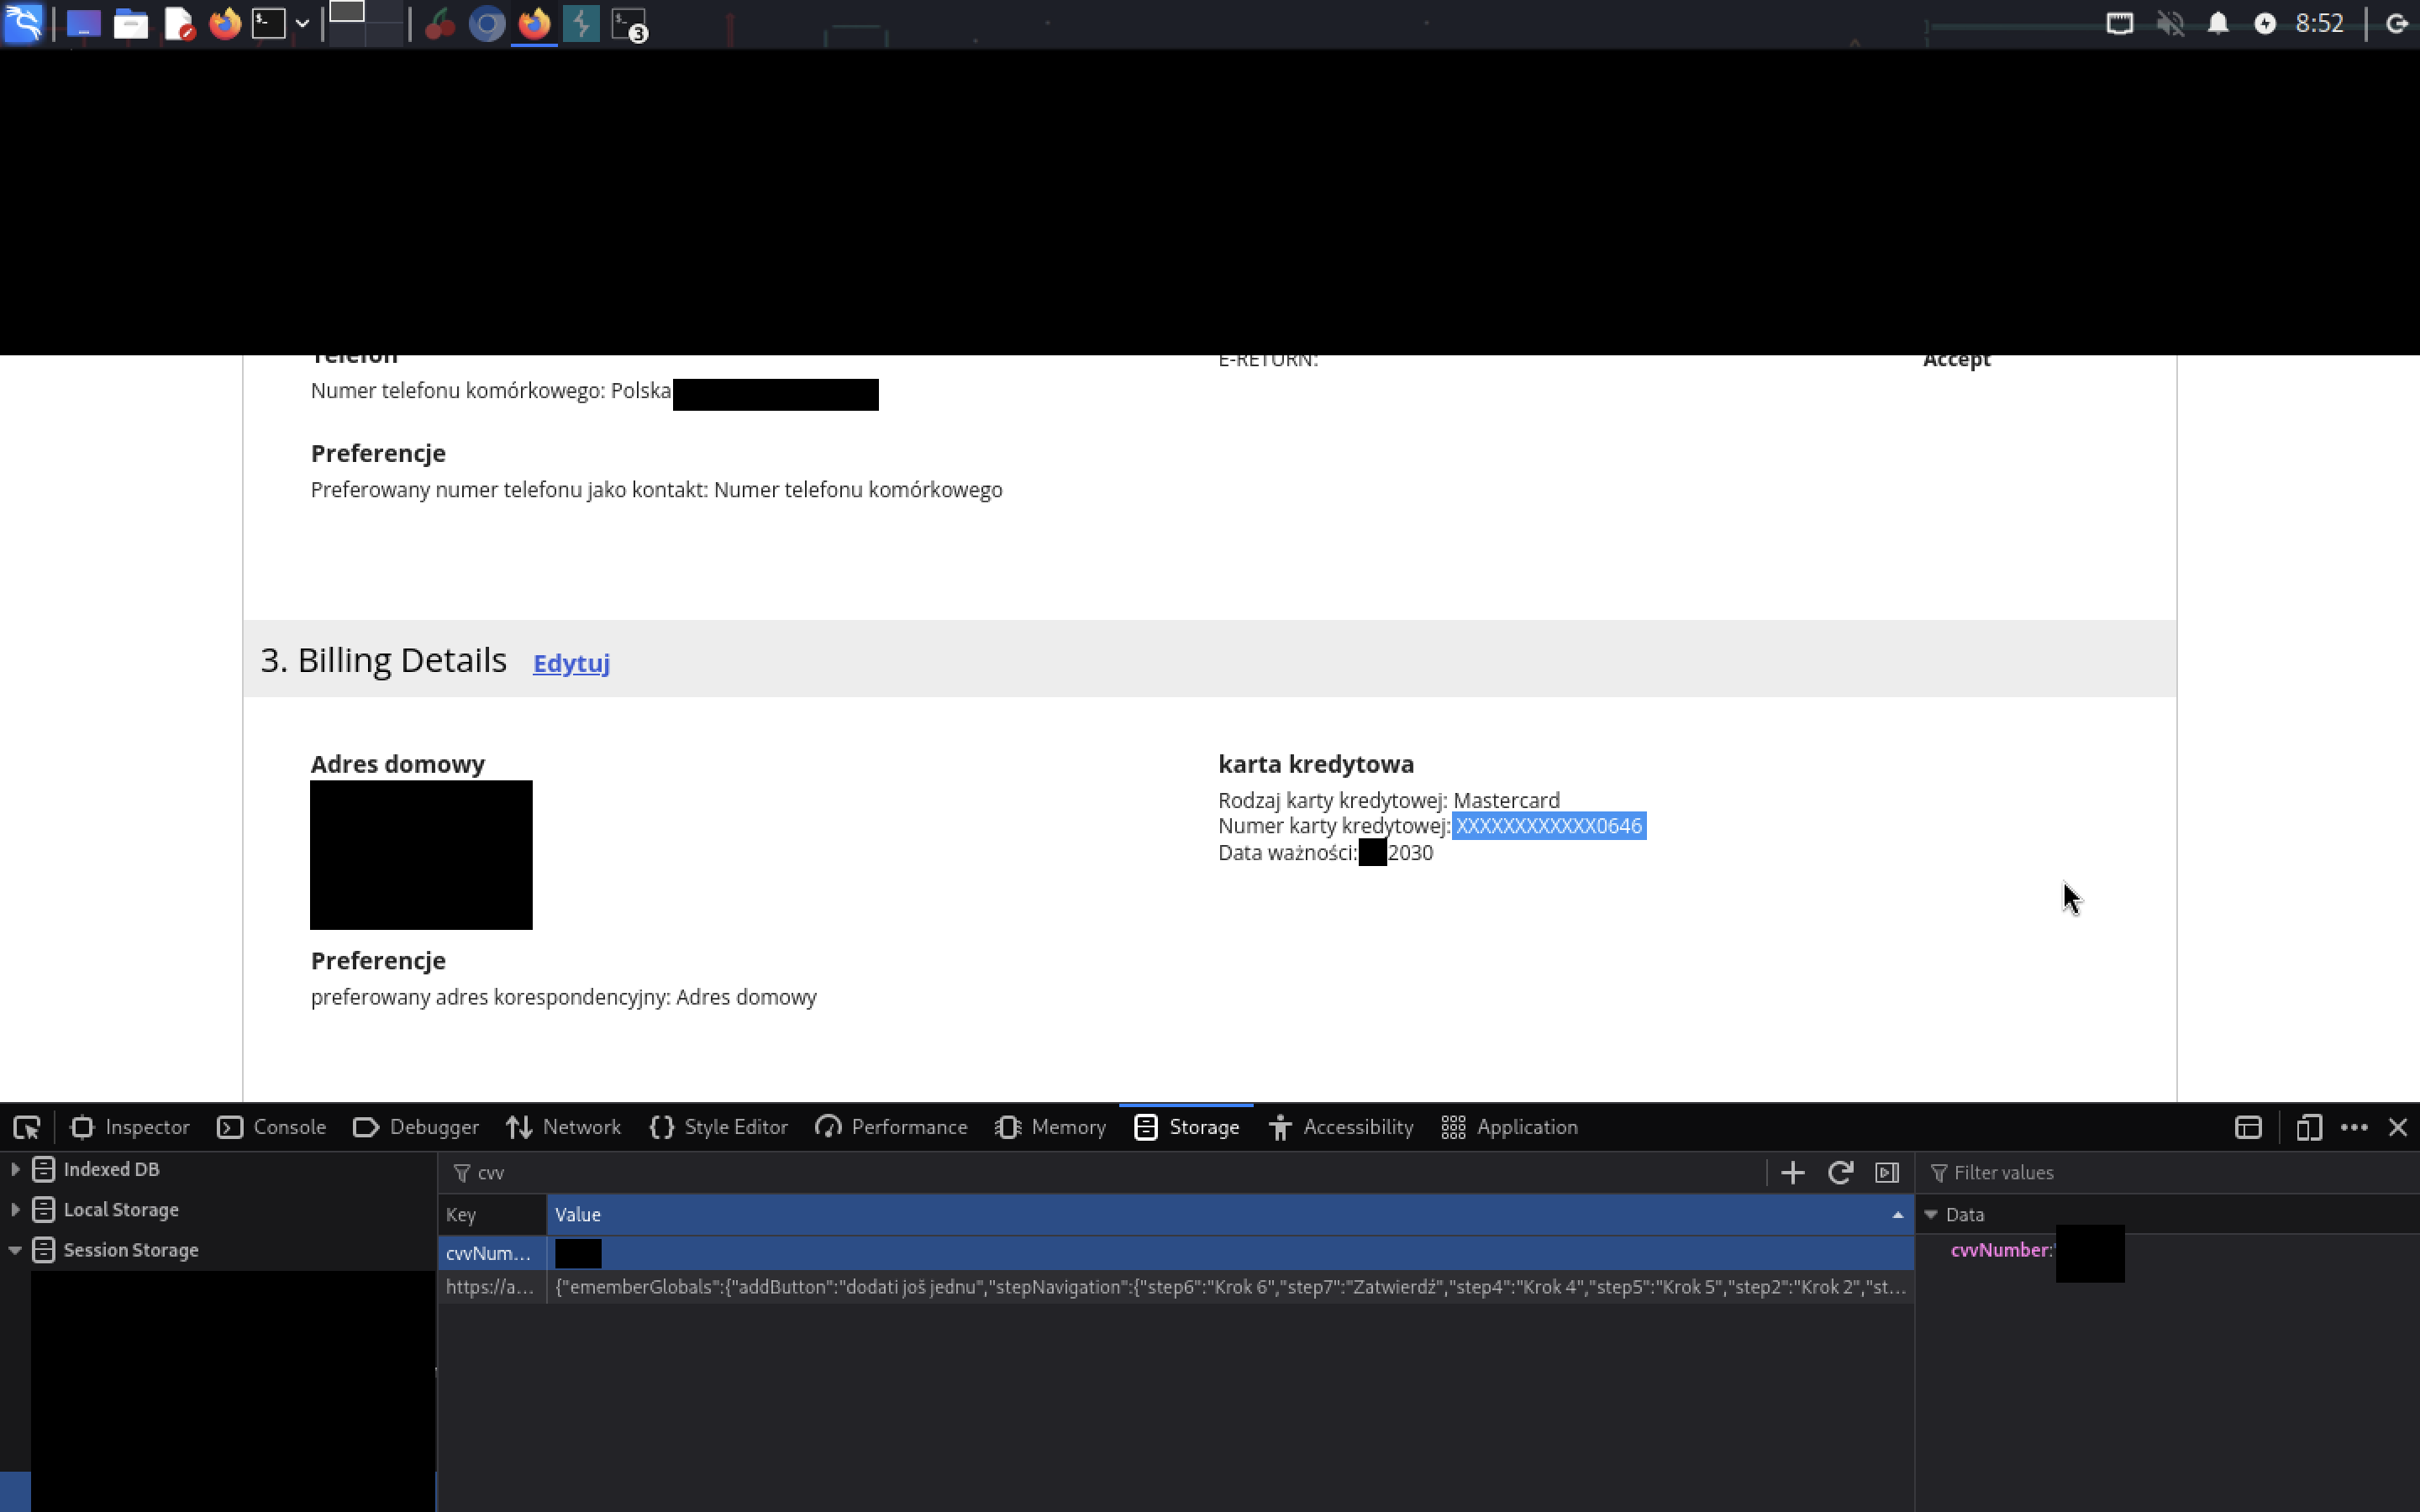 3
8:52
Telefon
E-RETURN:
Accept
Numer telefonu komórkowego: Polska
Preferencje
Preferowany numer telefonu jako kontakt: Numer telefonu komórkowego
3. Billing Details Edytuj
Adres domowy
karta kredytowa
Rodzaj karty kredytowej: Mastercard
Numer karty kredytowej: XXXXXXXXXXXX0646
Data ważności: 2030
Preferencje
preferowany adres korespondencyjny: Adres domowy
Inspector Console Debugger Network Style Editor Performance Memory Storage Accessibility Application
Indexed DB
Local Storage
Session Storage
cvv
Key Value
cvvNum...
https://a... {"ememberGlobals":{"addButton":"dodati još jednu","stepNavigation":{"step6":"Krok 6","step7":"Zatwierdź","step4":"Krok 4","step5":"Krok 5","step2":"Krok 2","st...
Filter values
Data
cvvNumber:"